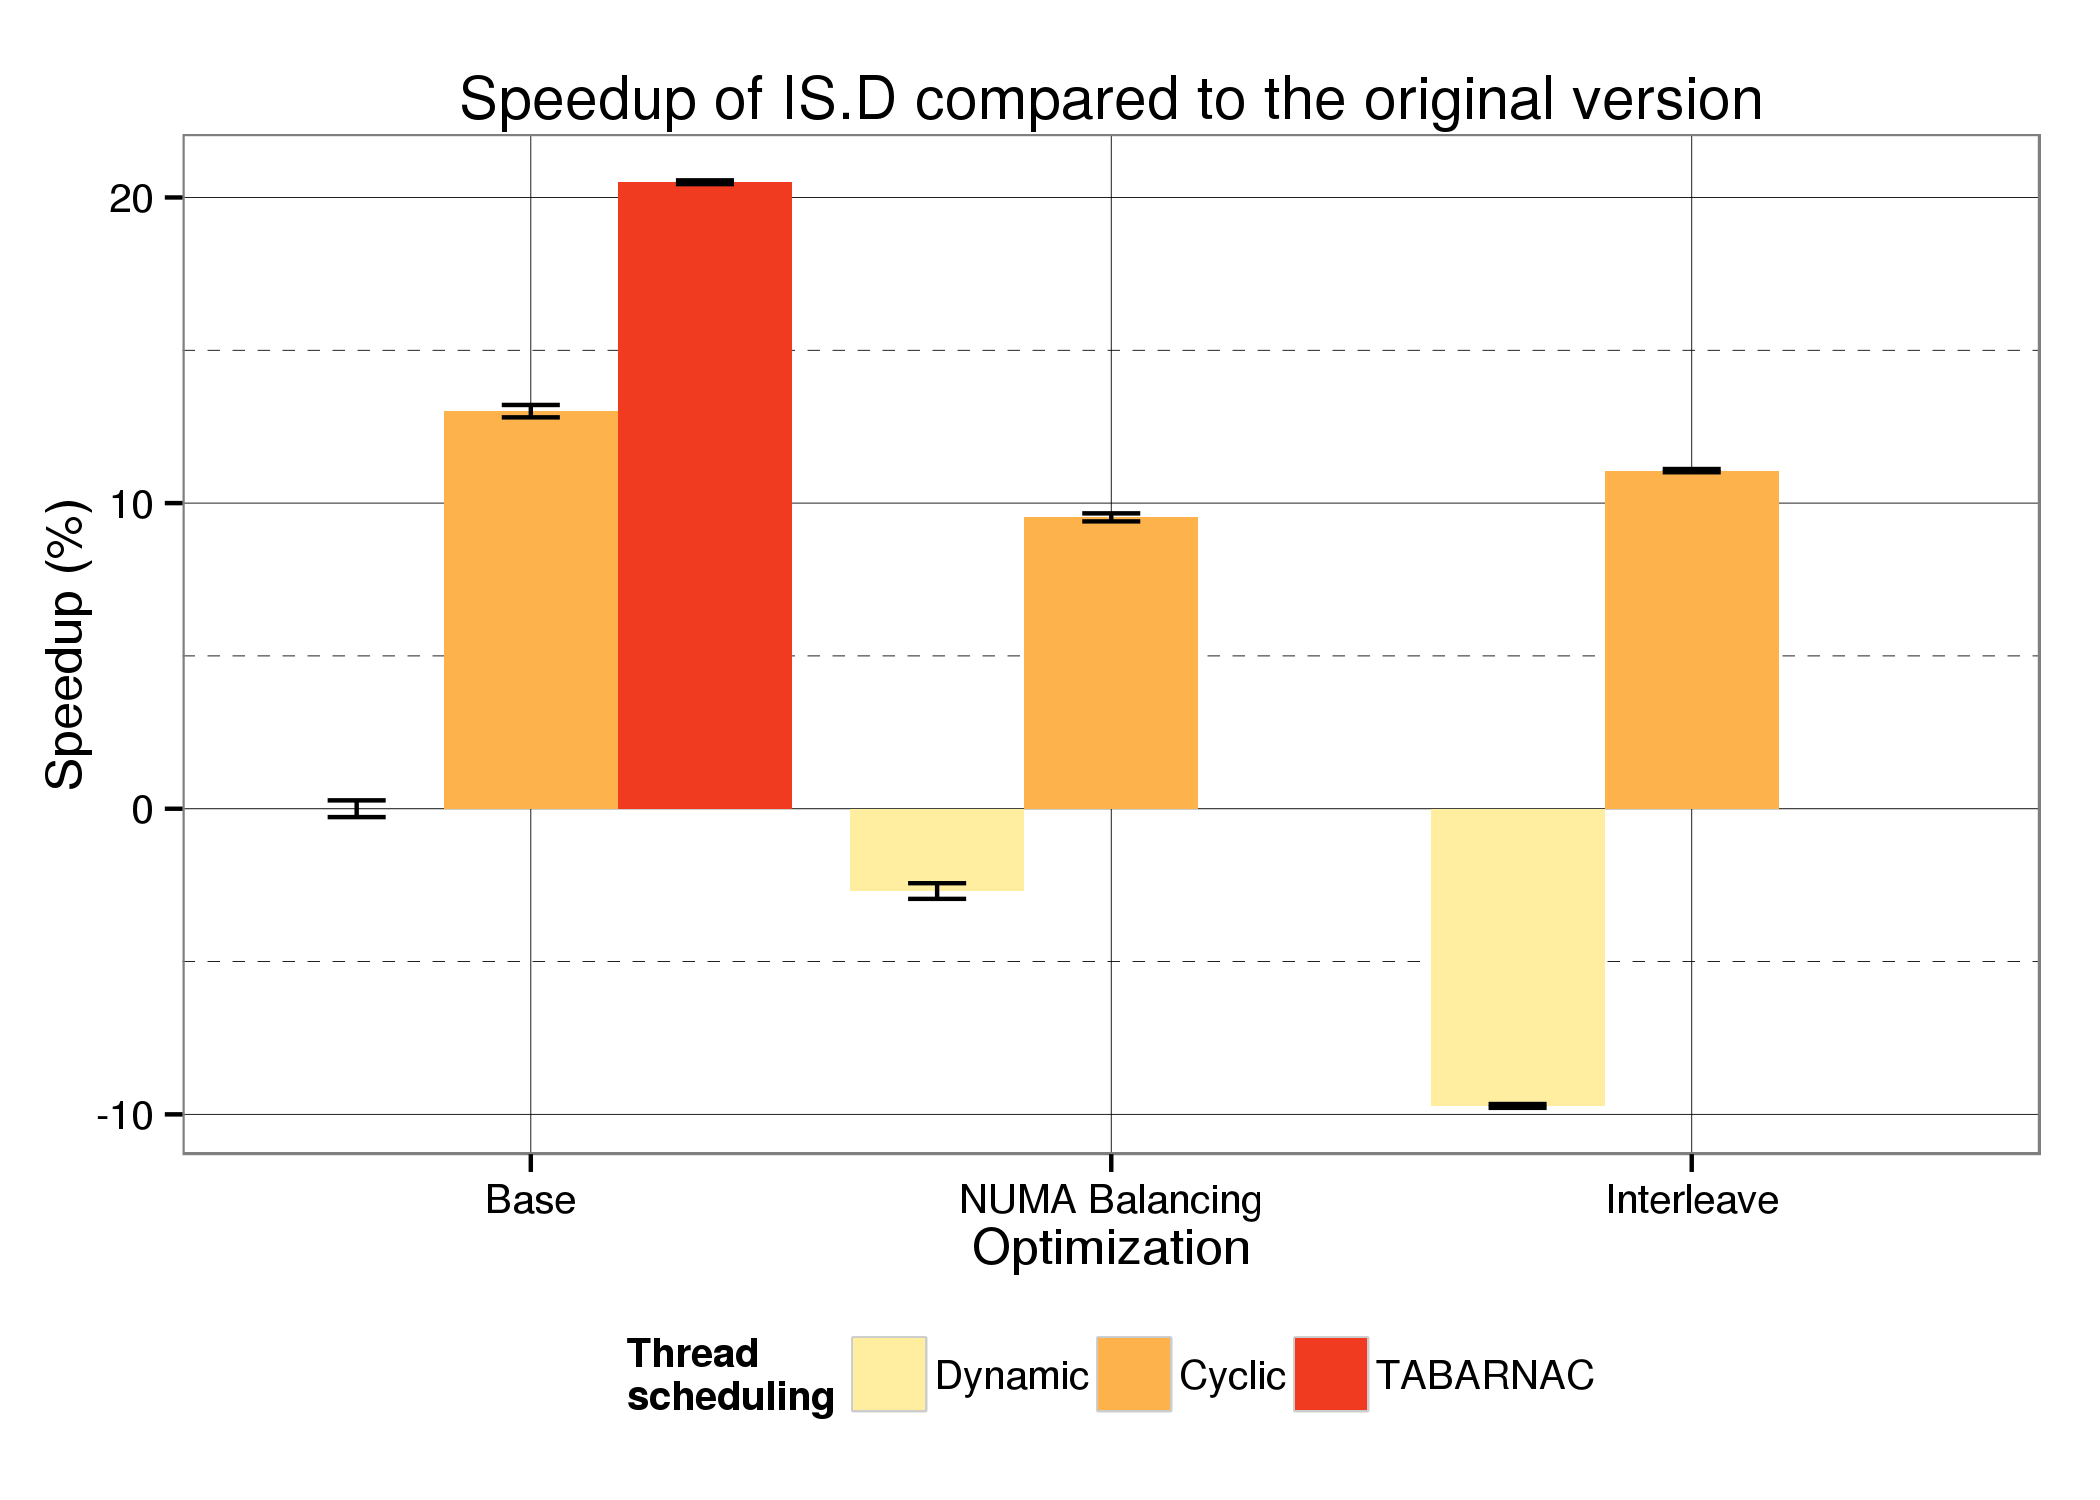 Speedup of IS.D compared to the original version
Speedup (%)
20
10
0
-10
Base
NUMA Balancing
Interleave
Optimization
Thread
scheduling
Dynamic
Cyclic
TABARNAC